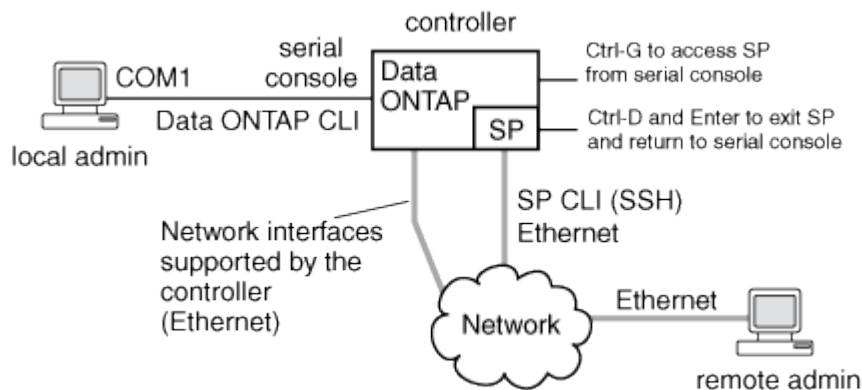 controller
serial
console
COM1
Data ONTAP CLI
local admin
Data
ONTAP
SP
Ctrl-G to access SP
from serial console
Ctrl-D and Enter to exit SP
and return to serial console
SP CLI (SSH)
Ethernet
Network interfaces
supported by the
controller
(Ethernet)
Network
Ethernet
remote admin